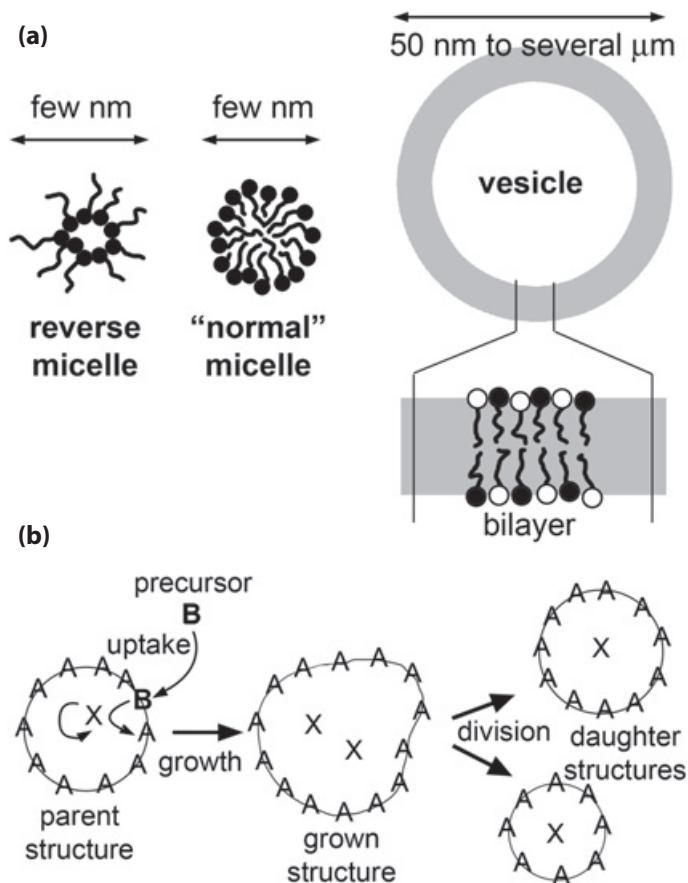 (a)
50 nm to several μm
few nm
few nm
vesicle
reverse
micelle
“normal”
micelle
bilayer
(b)
precursor
B
uptake
A A A
A B
A X A
A A
A A
parent
structure
growth
A A A A
A A
A X
X A
A A
A A A A
grown
structure
division
A A
A A
A X A
A A
A A A
daughter
structures
A A
A A
A X
A A
A